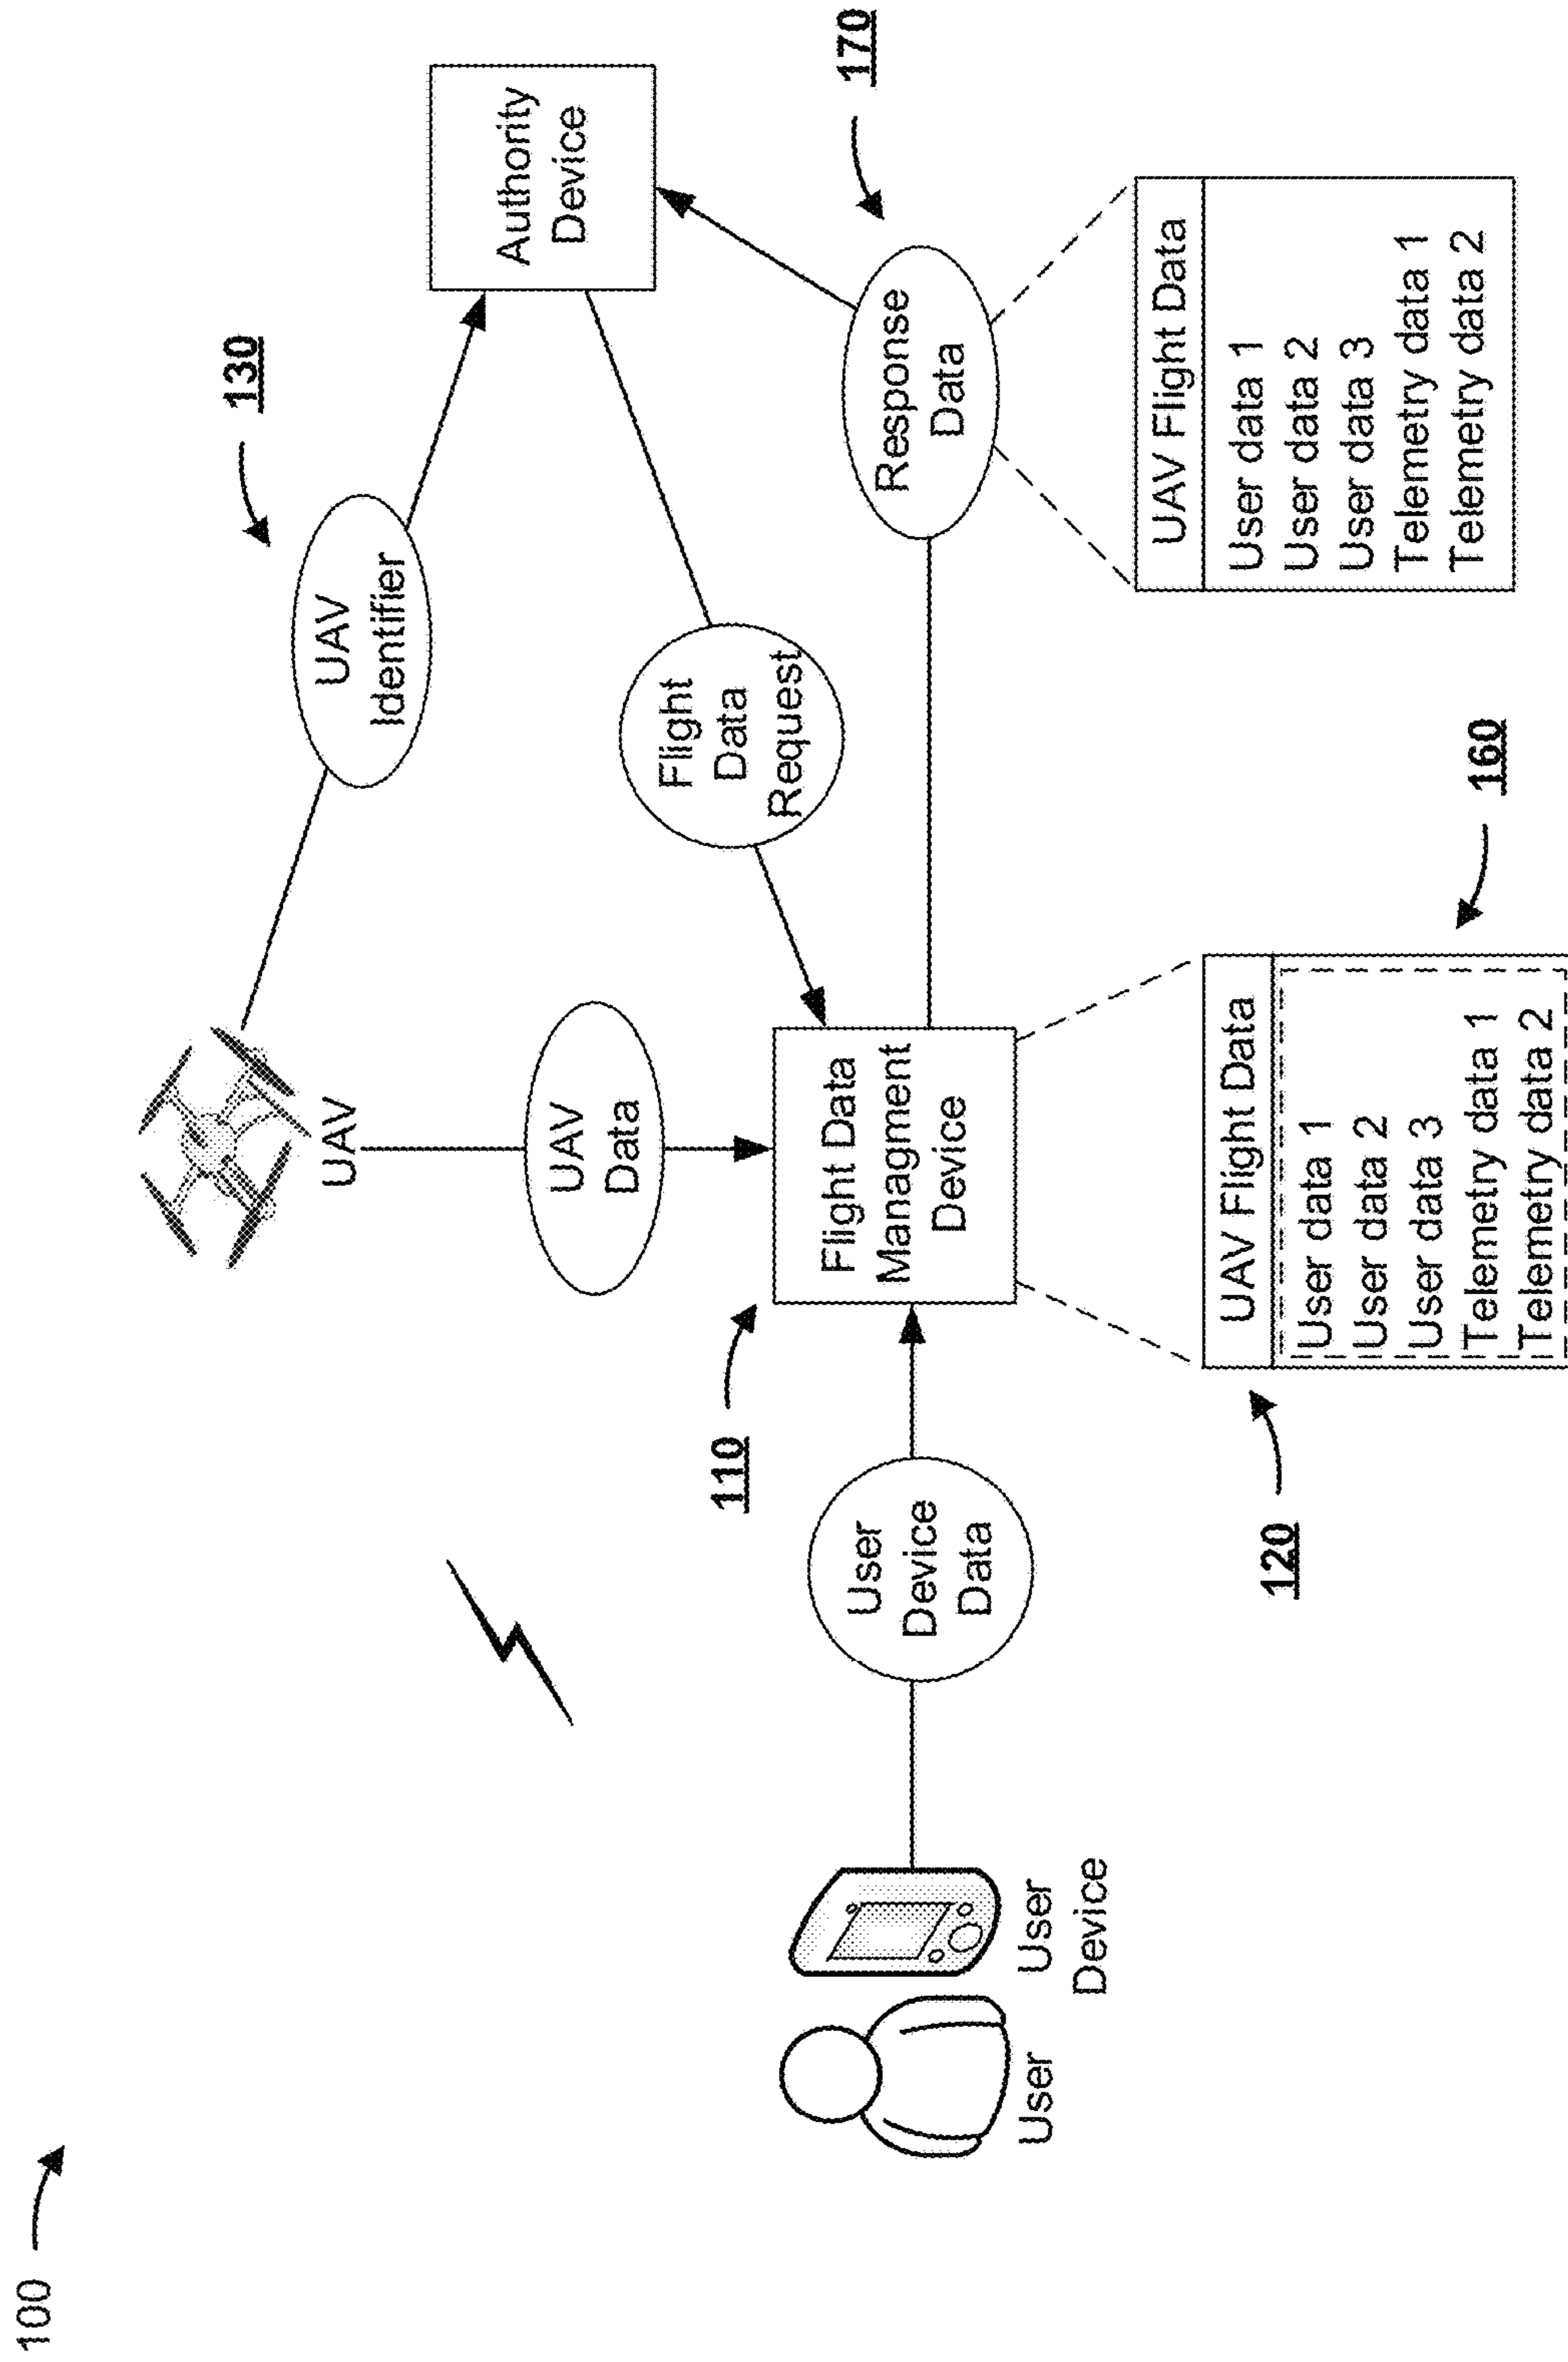 100
UAV
UAV
Identifier
130
Authority
Device
UAV
Data
Flight
Data
Request
170
110
Flight Data
Managment
Device
Response
Data
User
Device
Data
User
User
Device
120
UAV Flight Data
User data 1
User data 2
User data 3
Telemetry data 1
Telemetry data 2
160
UAV Flight Data
User data 1
User data 2
User data 3
Telemetry data 1
Telemetry data 2